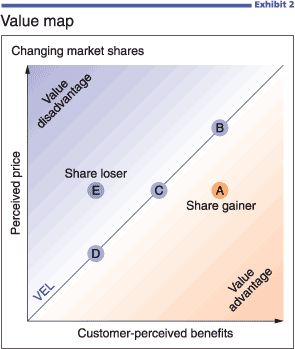 Exhibit 2
Value map
Changing market shares
Value
disadvantage
B
Share loser
E
C
A
Share gainer
D
VEL
Value
advantage
Perceived price
Customer-perceived benefits